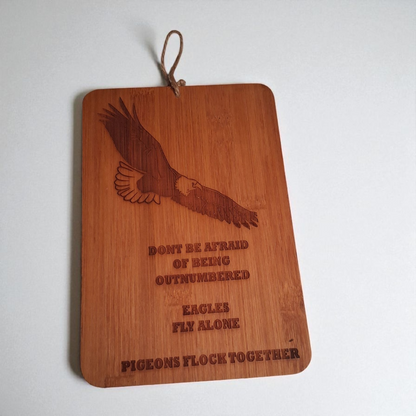 DONT BE AFRAID
OF BEING
OUTNUMBERED
EAGLES
FLY ALONE
PIGEONS FLOCK TOGETHER